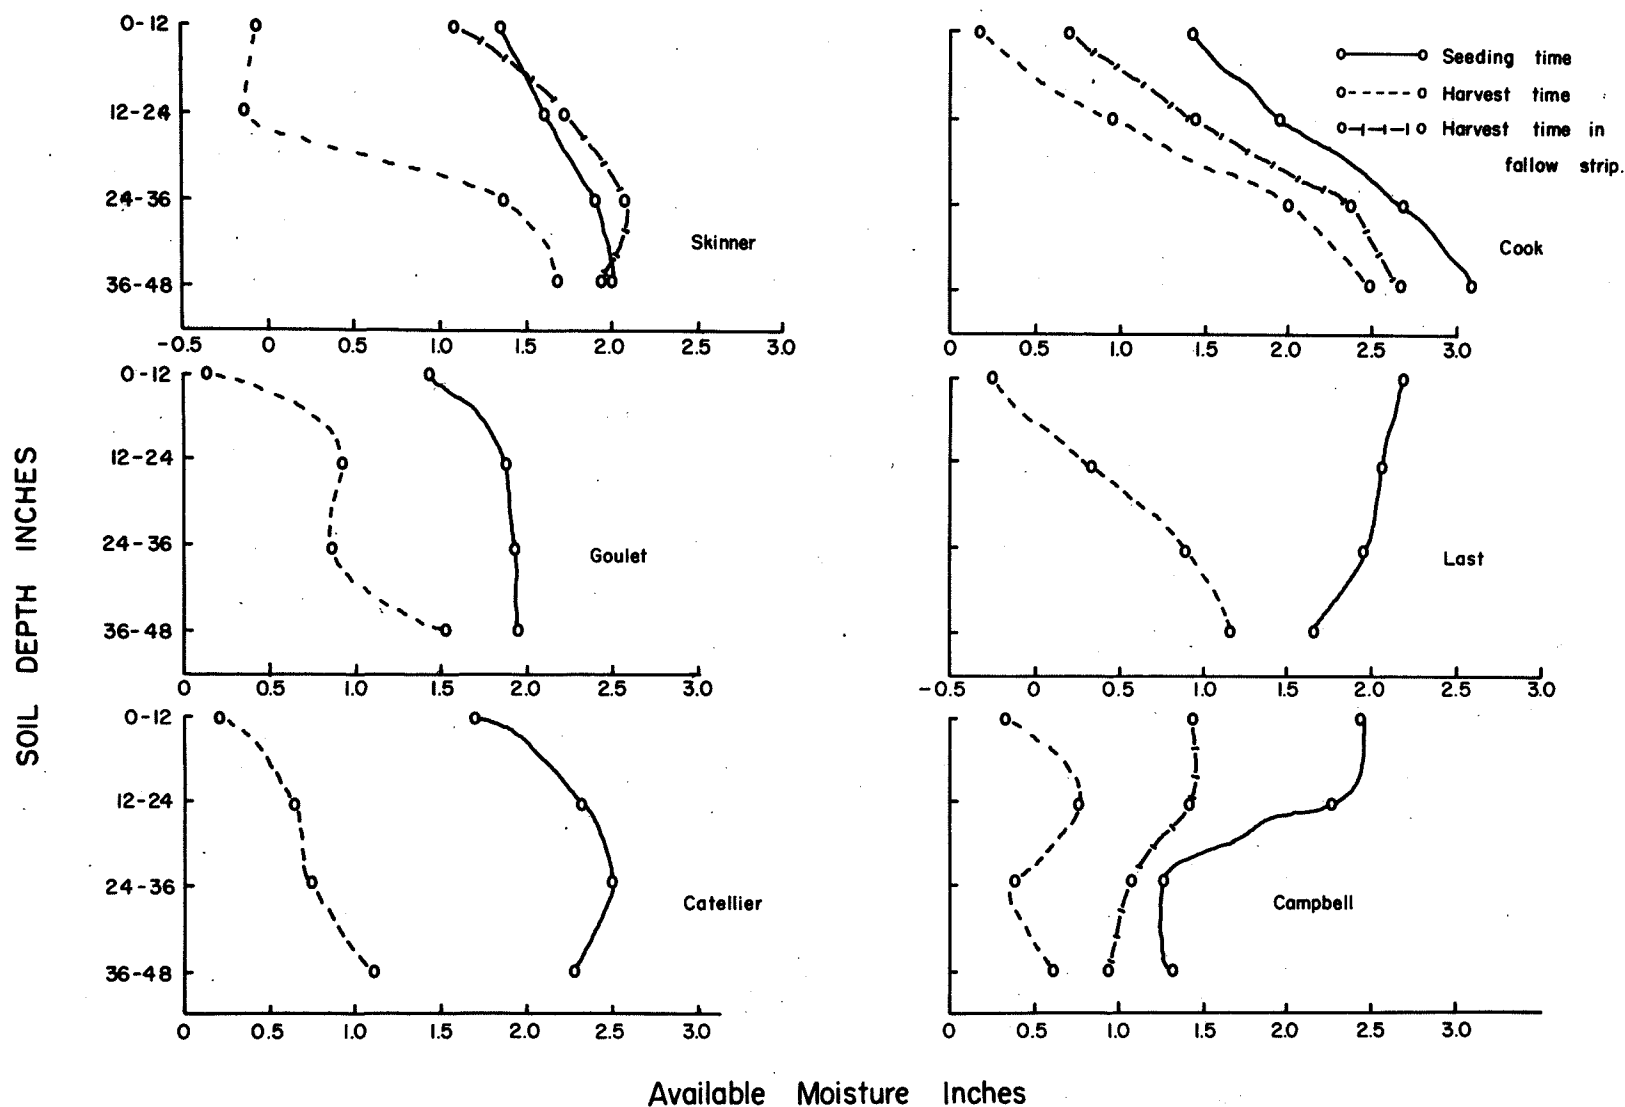 0-12
12-24
24-36
36-48
Skinner
-0.5 0 0.5 1.0 1.5 2.0 2.5 3.0
Seeding time
Harvest time
Harvest time in
fallow strip.
Cook
0 0.5 1.0 1.5 2.0 2.5 3.0
0-12
12-24
24-36
36-48
Goulet
0 0.5 1.0 1.5 2.0 2.5 3.0
Last
-0.5 0 0.5 1.0 1.5 2.0 2.5 3.0
0-12
12-24
24-36
36-48
Catellier
0 0.5 1.0 1.5 2.0 2.5 3.0
Campbell
0 0.5 1.0 1.5 2.0 2.5 3.0
SOIL DEPTH INCHES
Available Moisture Inches